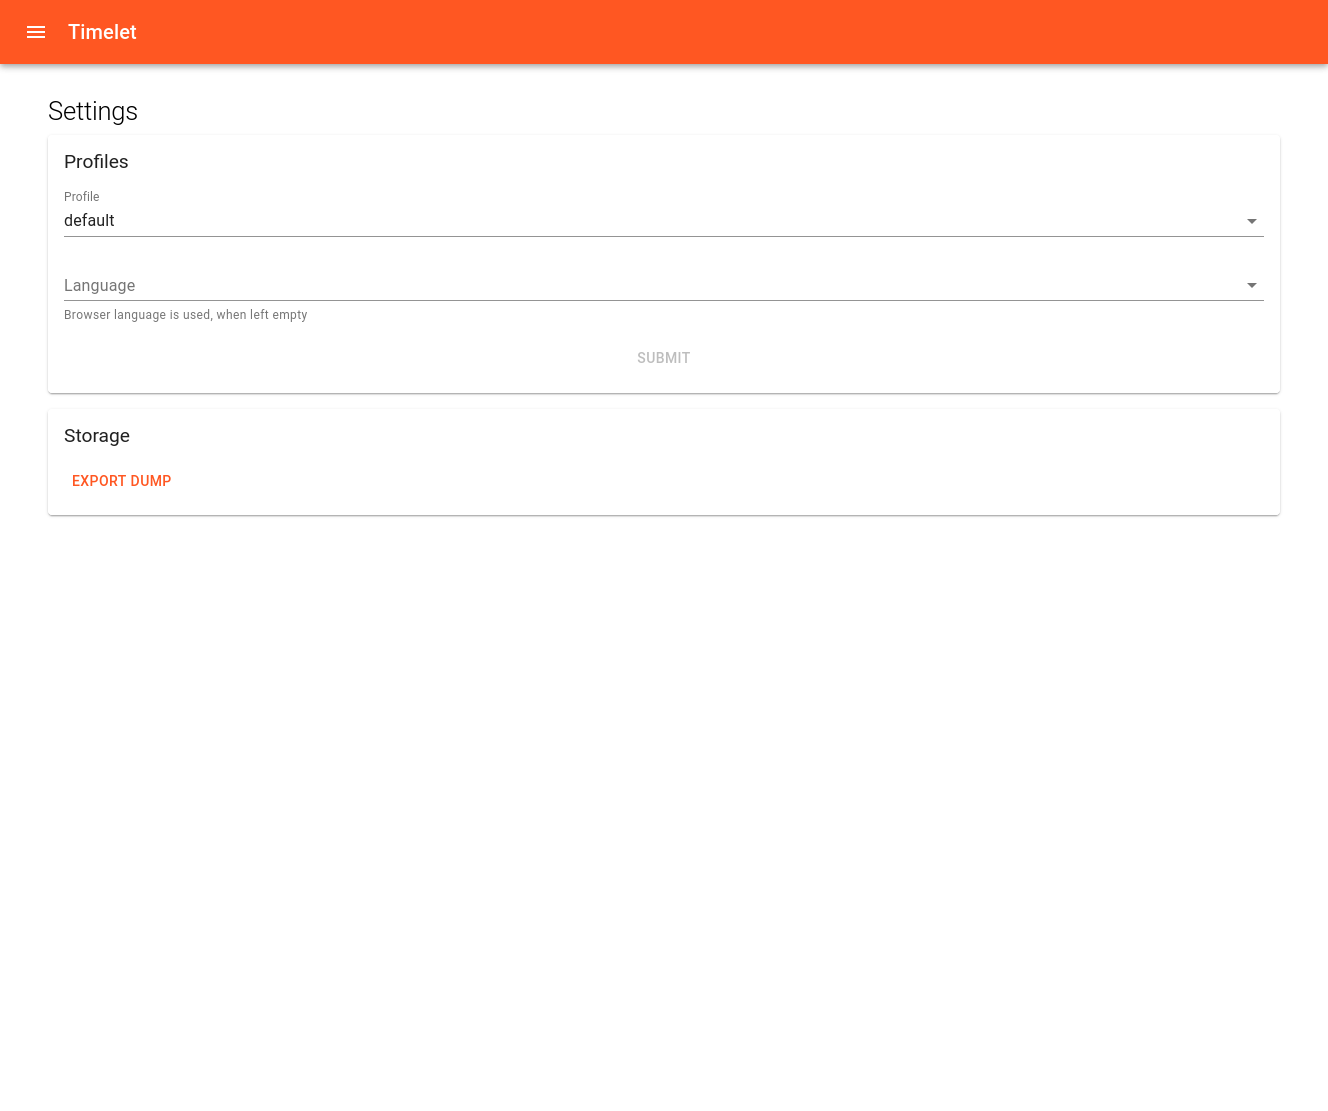 Timelet
Settings
Profiles
Profile
default
Language
Browser language is used, when left empty
SUBMIT
Storage
EXPORT DUMP